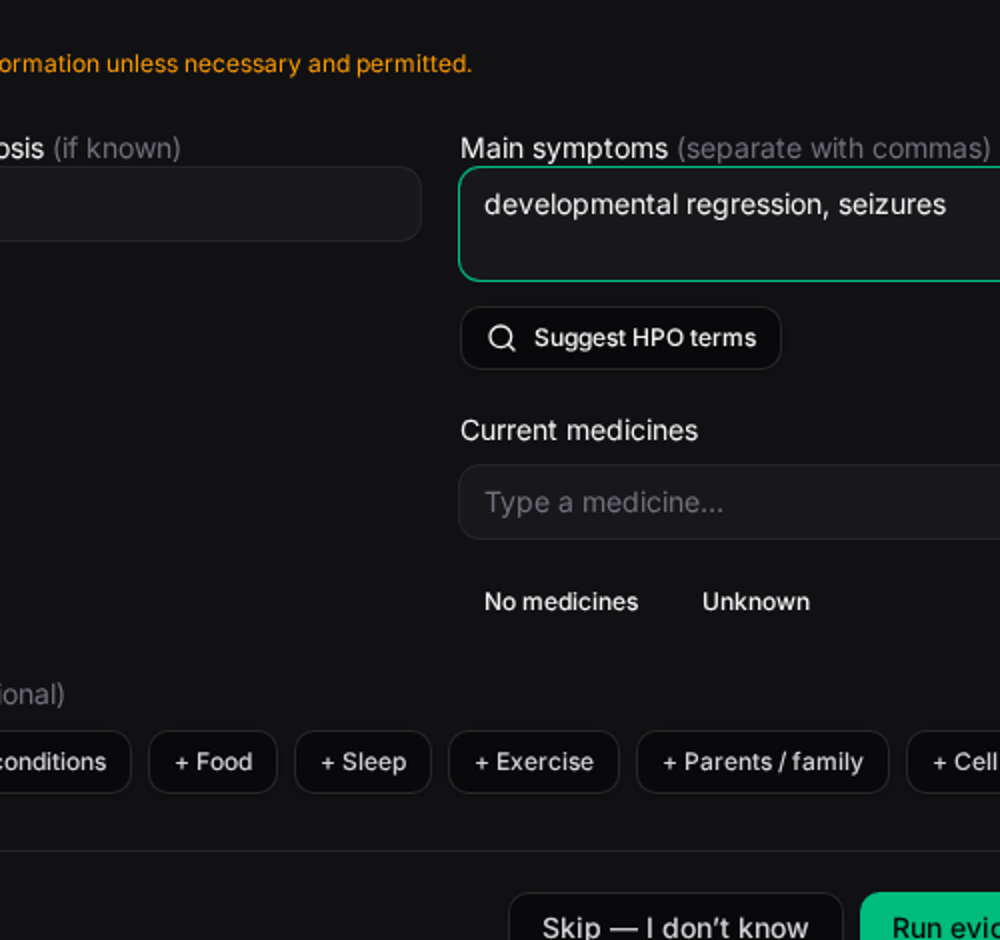 ormation unless necessary and permitted.
osis (if known)
Main symptoms (separate with commas)
developmental regression, seizures
Suggest HPO terms
Current medicines
Type a medicine...
No medicines Unknown
ional)
conditions + Food + Sleep + Exercise + Parents / family + Cell
Skip — I don’t know Run evid